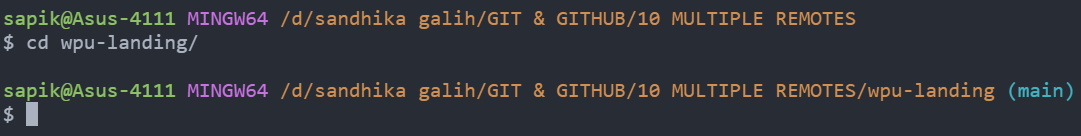 sapik@Asus-4111 MINGW64 /d/sandhika galih/GIT & GITHUB/10 MULTIPLE REMOTES
$ cd wpu-landing/
sapik@Asus-4111 MINGW64 /d/sandhika galih/GIT & GITHUB/10 MULTIPLE REMOTES/wpu-landing (main)
$